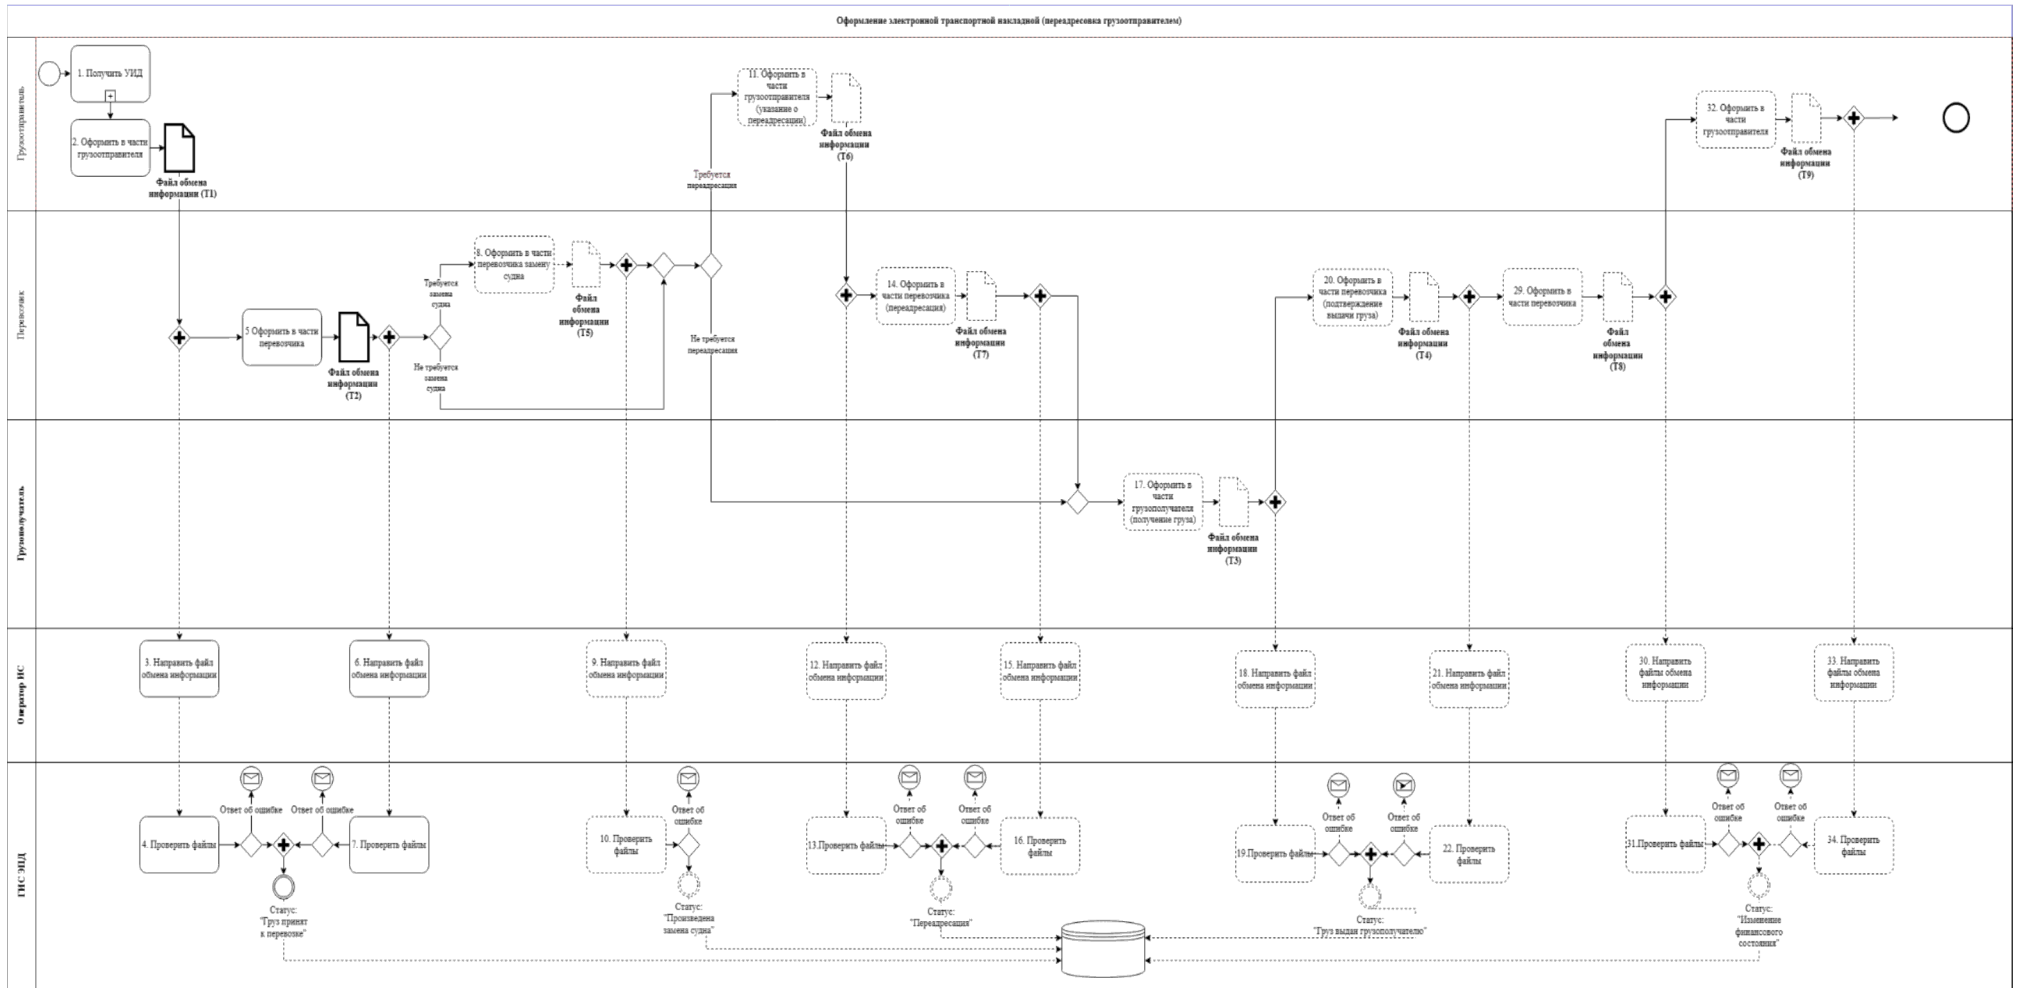 Оформление электронной транспортной накладной (переадресовка грузоотправителем)
Грузоотправитель
1. Получить УИД
2. Оформить в части
грузоотправителя
Файл обмена
информации (Т1)
11. Оформить в
части
грузоотправителя
(указание о
переадресации)
Файл обмена
информации
(Т6)
Требуется
переадресация
32. Оформить в
части
грузоотправителя
Файл обмена
информации
(Т9)
Перевозчик
5 Оформить в части
перевозчика
Файл обмена
информации
(Т2)
Требуется
замена
судна
Не требуется
замена
судна
8. Оформить в части
перевозчика замену
судна
Файл
обмена
информации
(Т5)
Не требуется
переадресация
14. Оформить в
части перевозчика
(переадресация)
Файл обмена
информации
(Т7)
20. Оформить в
части перевозчика
(подтверждение
выдачи груза)
Файл обмена
информации
(Т4)
29. Оформить в
части перевозчика
Файл
обмена
информации
(Т8)
Грузополучатель
17. Оформить в
части
грузополучателя
(получение груза)
Файл обмена
информации
(Т3)
Оператор ИС
3. Направить файл
обмена информации
6. Направить файл
обмена информации
9. Направить файл
обмена информации
12. Направить файл
обмена информации
15. Направить файл
обмена информации
18. Направить файл
обмена информации
21. Направить файл
обмена информации
30. Направить
файлы обмена
информации
33. Направить
файлы обмена
информации
ГИС ЭПД
4. Проверить файлы
Ответ об ошибке
Ответ об ошибке
7. Проверить файлы
Статус:
"Груз принят
к перевозке"
10. Проверить
файлы
Ответ об
ошибке
Статус:
"Произведена
замена судна"
13.Проверить файлы
Ответ об
ошибке
Ответ об
ошибке
16. Проверить
файлы
Статус:
"Переадресация"
19.Проверить файлы
Ответ об
ошибке
Ответ об
ошибке
22. Проверить
файлы
Статус:
"Груз выдан грузополучателю"
31.Проверить файлы
Ответ об
ошибке
Ответ об
ошибке
34. Проверить
файлы
Статус:
"Изменение
финансового
состояния"